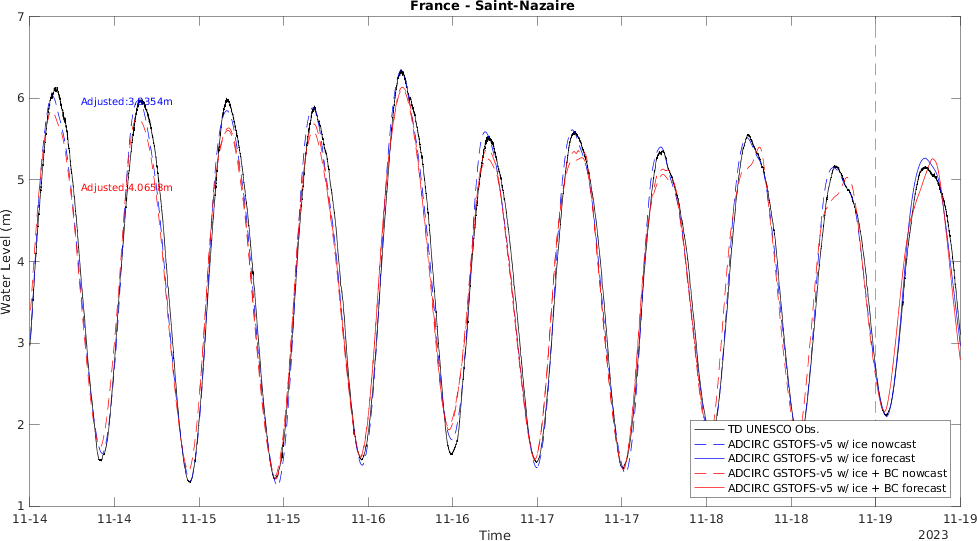 France - Saint-Nazaire
7
6
5
4
3
2
1
Water Level (m)
Adjusted:4.0658m
TD UNESCO Obs.
ADCIRC GSTOFS-v5 w/ ice nowcast
ADCIRC GSTOFS-v5 w/ ice forecast
ADCIRC GSTOFS-v5 w/ ice + BC nowcast
ADCIRC GSTOFS-v5 w/ ice + BC forecast
11-14 11-14 11-15 11-15 11-16 11-16 11-17 11-17 11-18 11-18 11-19 11-19
Time
2023